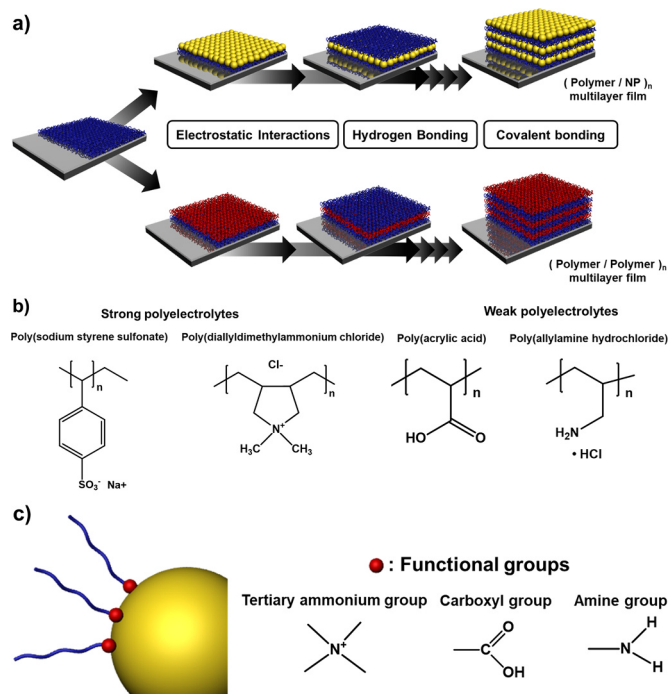 a)
( Polymer / NP )n
multilayer film
Electrostatic Interactions
Hydrogen Bonding
Covalent bonding
( Polymer / Polymer )n
multilayer film
b)
Strong polyelectrolytes
Weak polyelectrolytes
Poly(sodium styrene sulfonate)
Poly(diallyldimethylammonium chloride)
Poly(acrylic acid)
Poly(allylamine hydrochloride)
n
Cl-
n
N+
H3C
CH3
n
HO
O
n
H2N
• HCl
SO3- Na+
c)
: Functional groups
Tertiary ammonium group
Carboxyl group
Amine group
N+
C
O
OH
N
H
H